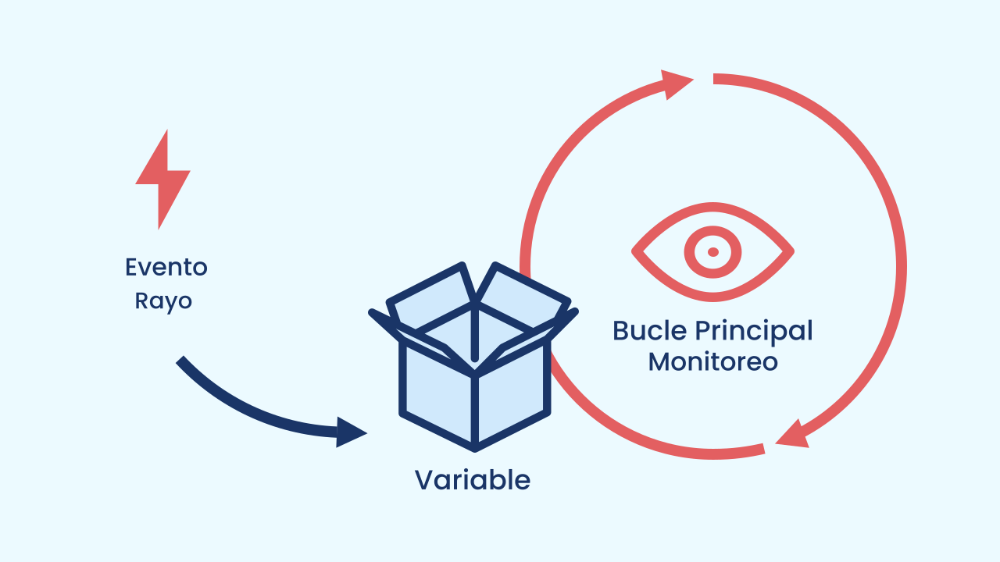 Evento
Rayo
Bucle Principal
Monitoreo
Variable